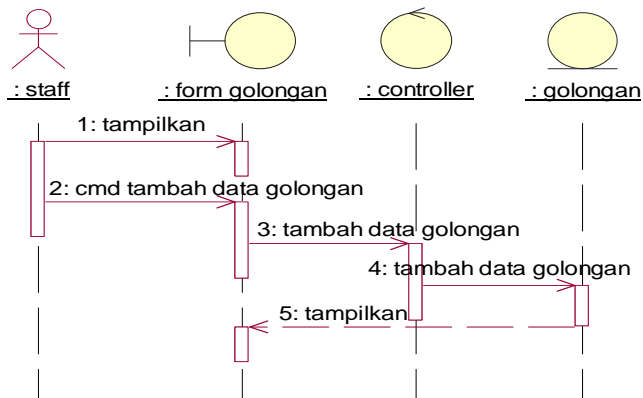 : staff
: form golongan
: controller
: golongan
1: tampilkan
2: cmd tambah data golongan
3: tambah data golongan
4: tambah data golongan
5: tampilkan